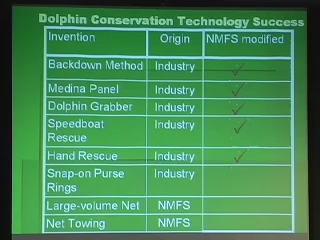 Dolphin Conservation Technology Success
Invention Origin NMFS modified
Backdown Method Industry ✓
Medina Panel Industry ✓
Dolphin Grabber Industry ✓
Speedboat Industry ✓
Rescue
Hand Rescue Industry ✓
Snap-on Purse Industry
Rings
Large-volume Net NMFS
Net Towing NMFS